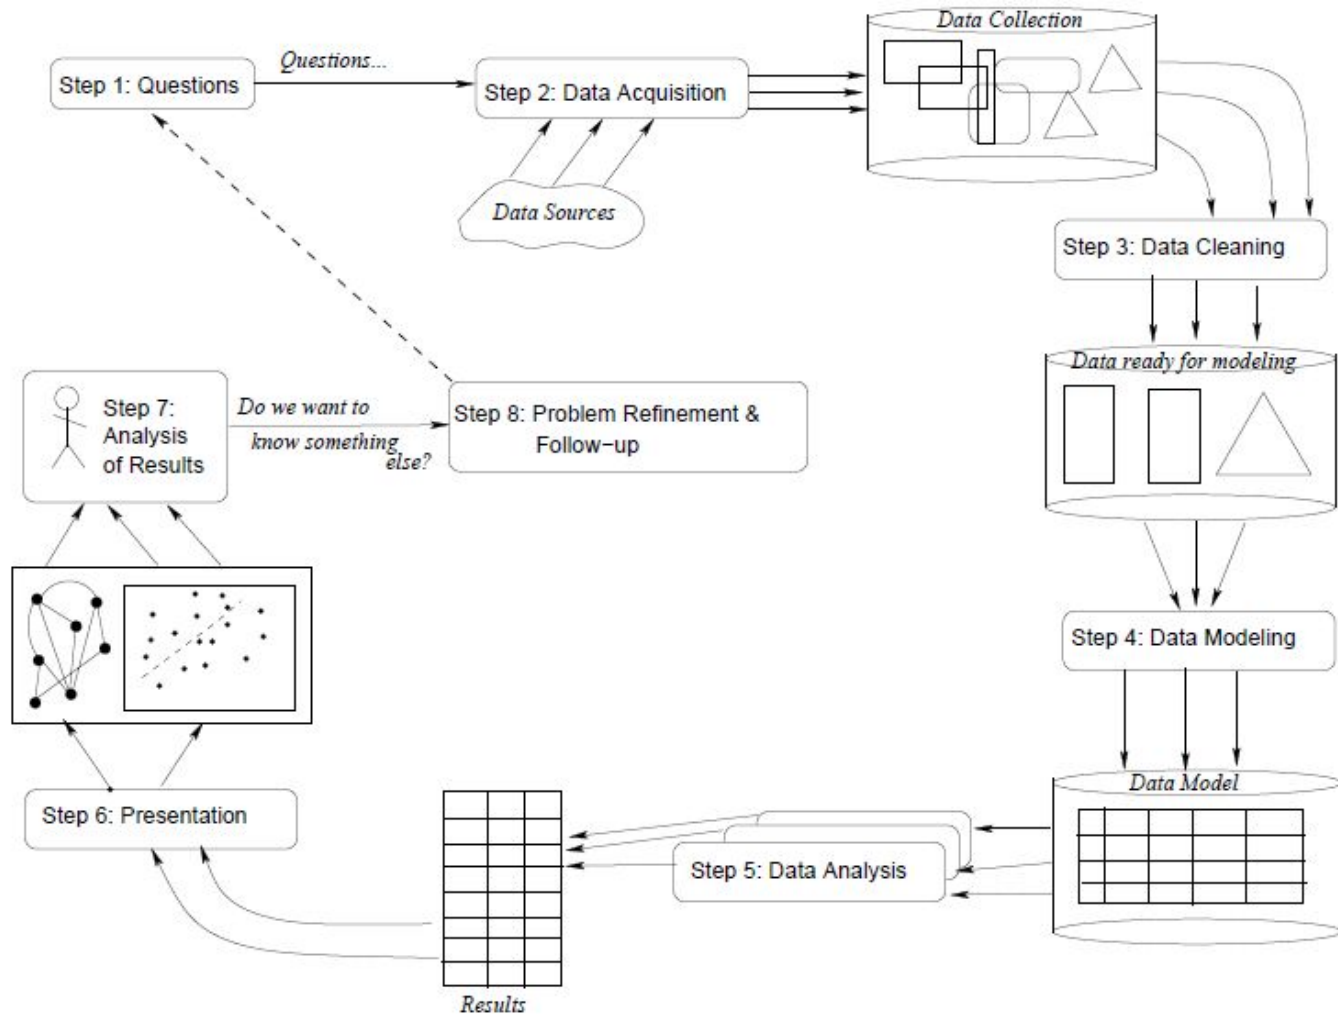 Data Collection
Questions...
Step 1: Questions
Step 2: Data Acquisition
Data Sources
Step 3: Data Cleaning
Data ready for modeling
Step 7:
Analysis
of Results
Do we want to
know something
else?
Step 8: Problem Refinement &
Follow−up
Step 4: Data Modeling
Data Model
Step 6: Presentation
Step 5: Data Analysis
Results